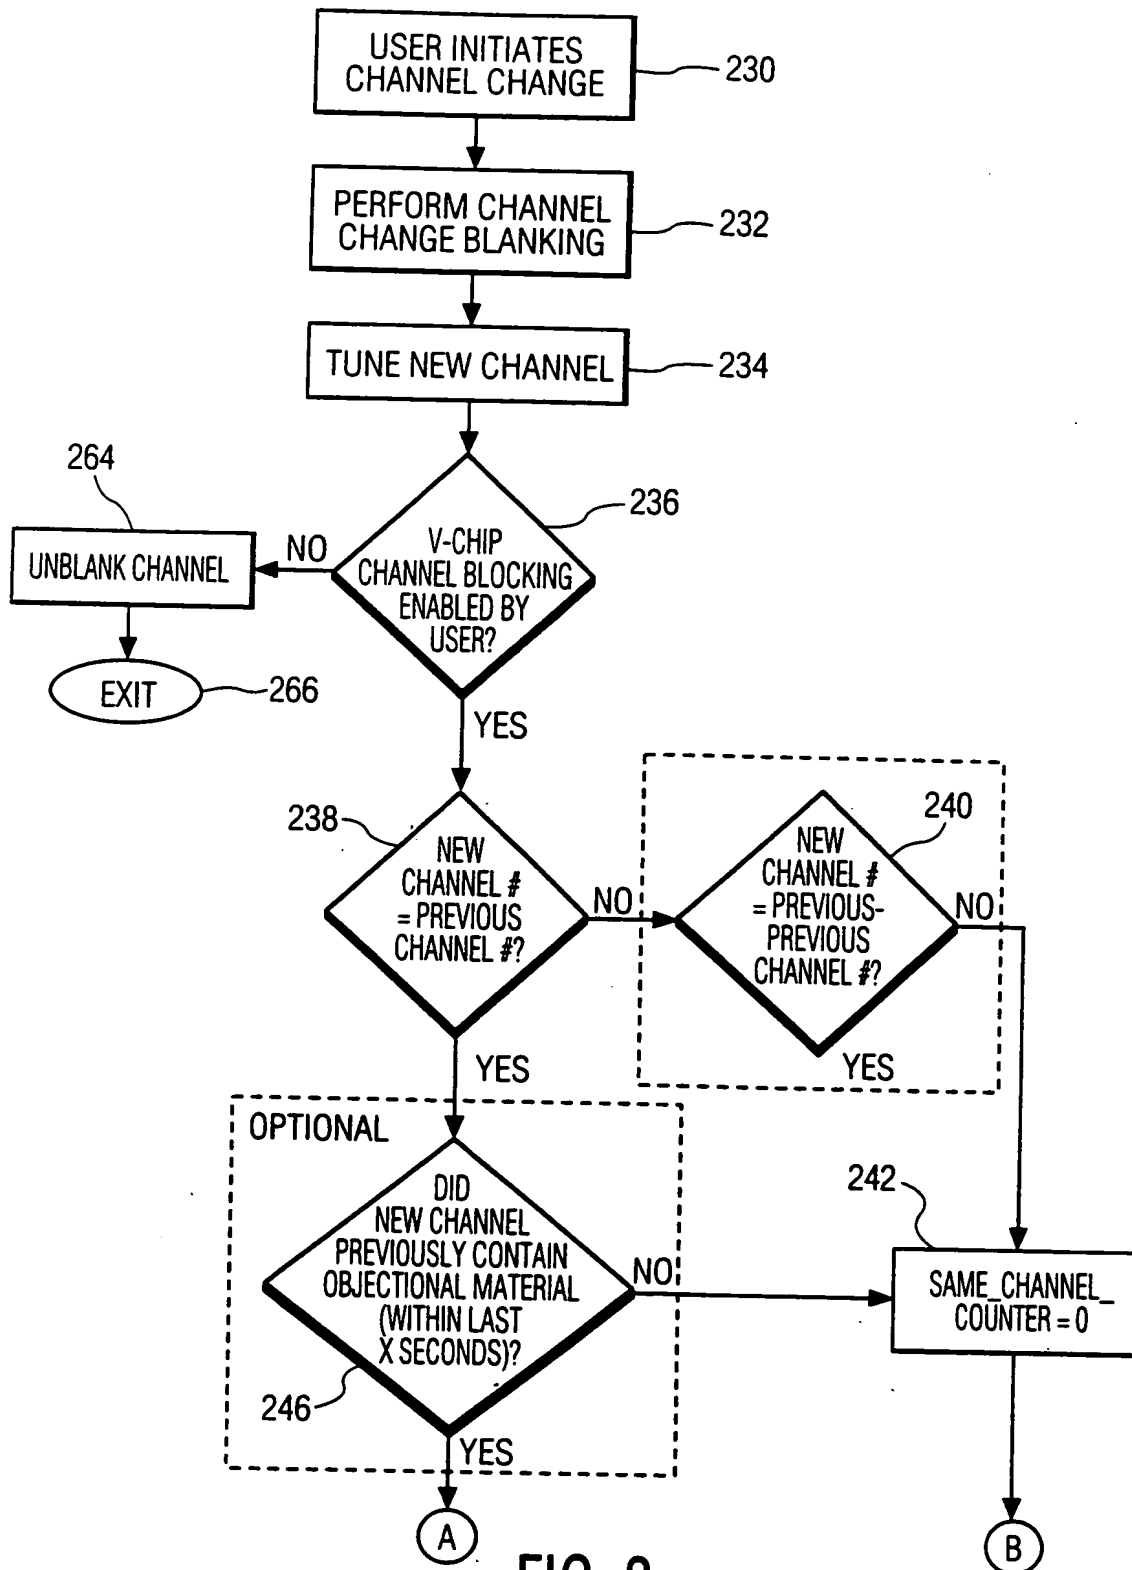 USER INITIATES
CHANNEL CHANGE
230
PERFORM CHANNEL
CHANGE BLANKING
232
TUNE NEW CHANNEL
234
264
236
UNBLANK CHANNEL
NO
V-CHIP
CHANNEL BLOCKING
ENABLED BY
USER?
EXIT
266
YES
238
NEW
CHANNEL #
= PREVIOUS
CHANNEL #?
NO
240
NEW
CHANNEL #
= PREVIOUS-
PREVIOUS
CHANNEL #?
NO
YES
YES
OPTIONAL
DID
NEW CHANNEL
PREVIOUSLY CONTAIN
OBJECTIONAL MATERIAL
(WITHIN LAST
X SECONDS)?
NO
246
YES
242
SAME_CHANNEL_
COUNTER = 0
A
B